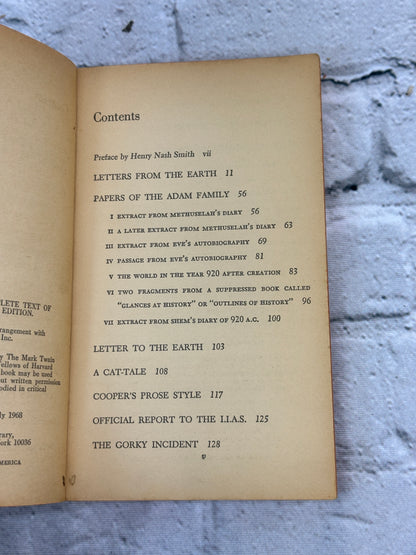 PLETE TEXT OF
EDITION.
rrangement with
Inc.
y The Mark Twain
Fellows of Harvard
book may be used
out written permission
bodied in critical
ly 1968
rary,
ork 10036
AMERICA
Contents
Preface by Henry Nash Smith vii
LETTERS FROM THE EARTH 11
PAPERS OF THE ADAM FAMILY 56
I EXTRACT FROM METHUSELAH'S DIARY 56
II A LATER EXTRACT FROM METHUSELAH'S DIARY 63
III EXTRACT FROM EVE'S AUTOBIOGRAPHY 69
IV PASSAGE FROM EVE'S AUTOBIOGRAPHY 81
V THE WORLD IN THE YEAR 920 AFTER CREATION 83
VI TWO FRAGMENTS FROM A SUPPRESSED BOOK CALLED
"GLANCES AT HISTORY" OR "OUTLINES OF HISTORY" 96
VII EXTRACT FROM SHEM'S DIARY OF 920 A.C. 100
LETTER TO THE EARTH 103
A CAT-TALE 108
COOPER'S PROSE STYLE 117
OFFICIAL REPORT TO THE I.I.A.S. 125
THE GORKY INCIDENT 128
v